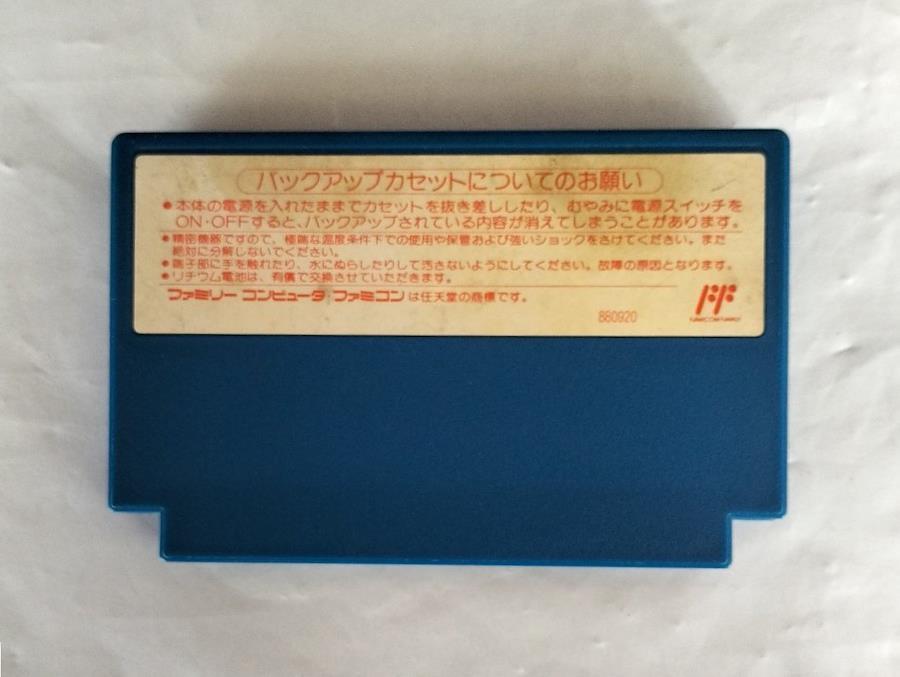 バックアップカセットについてのお願い
●本体の電源を入れたままでカセットを抜き差ししたり、むやみに電源スイッチを
ON・OFFすると、バックアップされている内容が消えてしまうことがあります。
●精密機器ですので、極端な温度条件下での使用や保管および強いショックをさけてください。また
絶対に分解しないでください。
●端子部に手を触れたり、水にぬらしたりして汚さないようにしてください。故障の原因となります。
●リチウム電池は、有償で交換させていただきます。
ファミリー コンピュータ・ファミコンは任天堂の商標です。
FF
FAMICOM FAMILY
880920